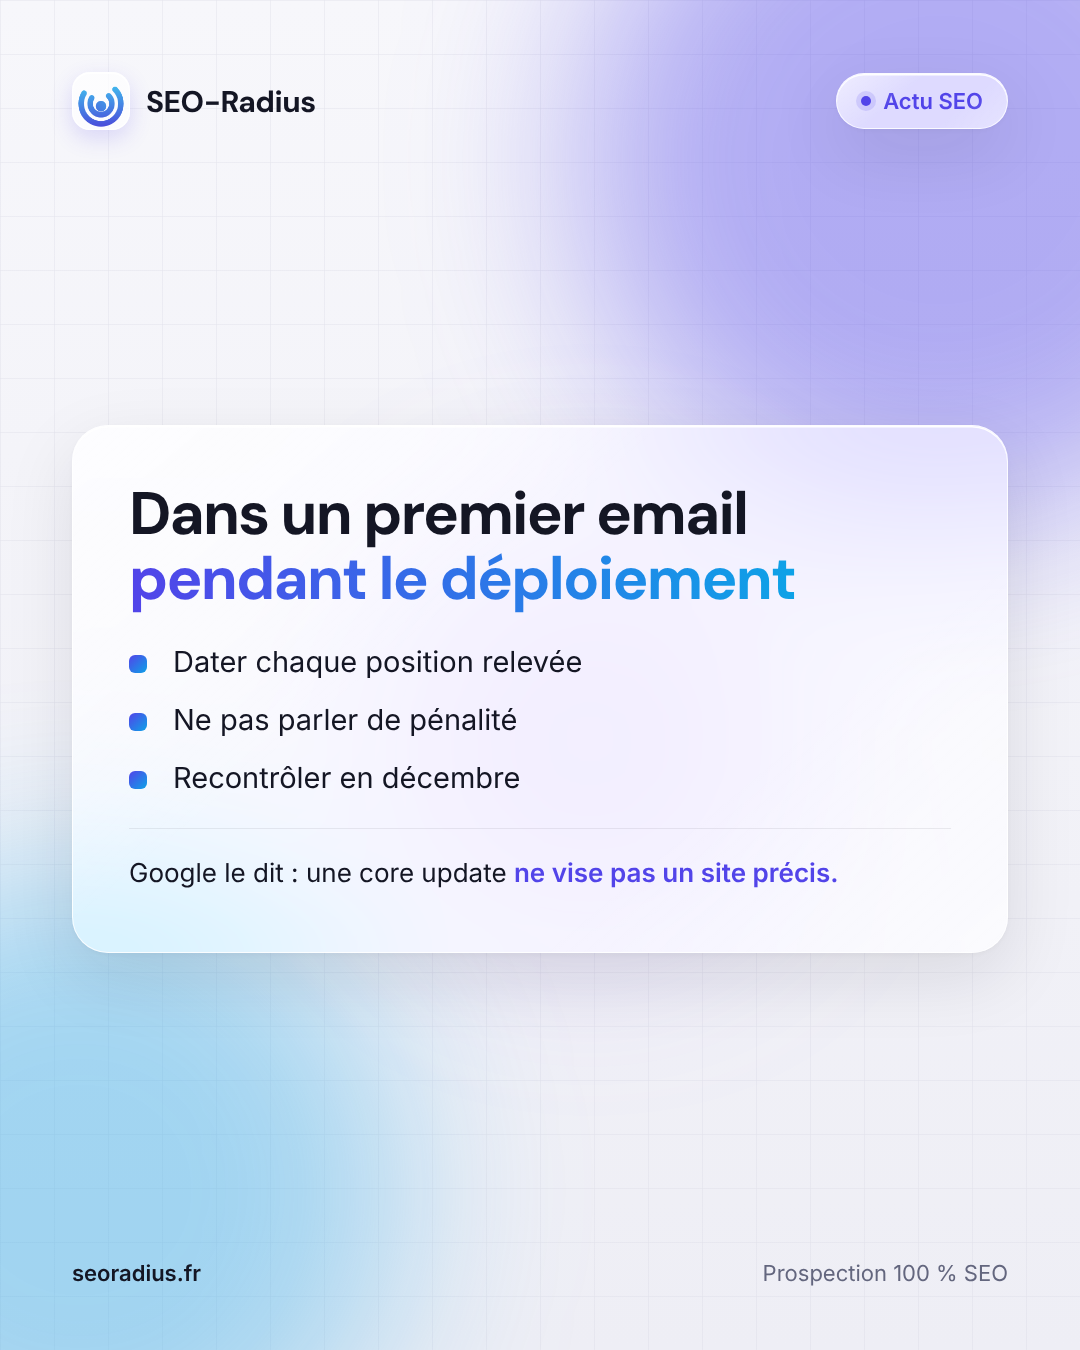 SEO-Radius
Actu SEO
Dans un premier email
pendant le déploiement
Dater chaque position relevée
Ne pas parler de pénalité
Recontrôler en décembre
Google le dit : une core update ne vise pas un site précis.
seoradius.fr
Prospection 100 % SEO